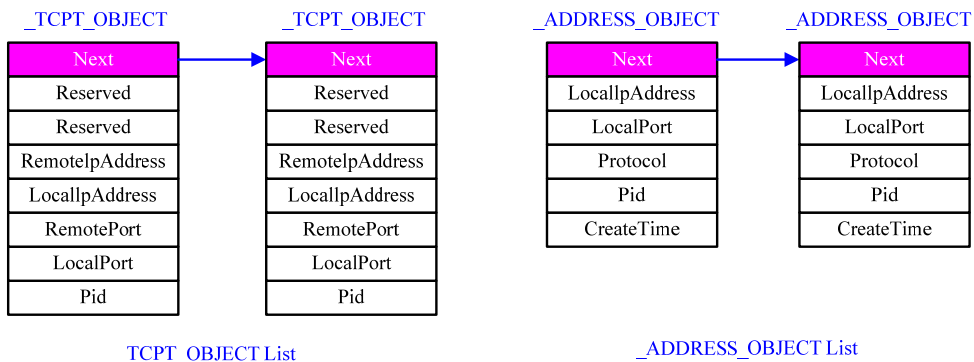 _TCPT_OBJECT
Next
Reserved
Reserved
RemoteIpAddress
LocalIpAddress
RemotePort
LocalPort
Pid
_TCPT_OBJECT
Next
Reserved
Reserved
RemoteIpAddress
LocalIpAddress
RemotePort
LocalPort
Pid
_TCPT_OBJECT List
_ADDRESS_OBJECT
Next
LocalIpAddress
LocalPort
Protocol
Pid
CreateTime
_ADDRESS_OBJECT
Next
LocalIpAddress
LocalPort
Protocol
Pid
CreateTime
_ADDRESS_OBJECT List